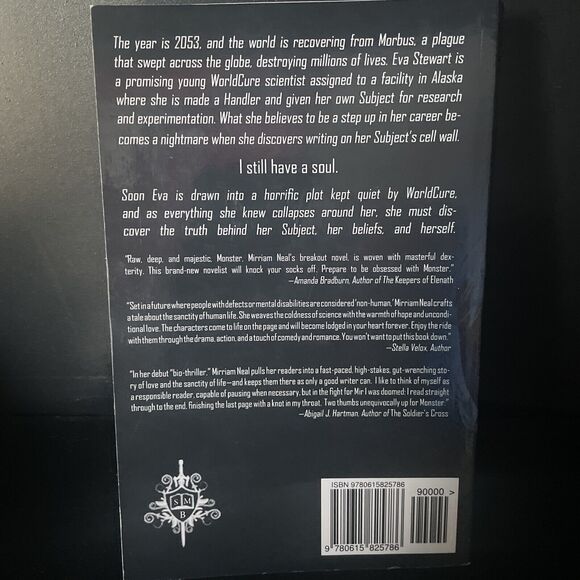 The year is 2053, and the world is recovering from Morbus, a plague
that swept across the globe, destroying millions of lives. Eva Stewart is
a promising young WorldCure scientist assigned to a facility in Alaska
where she is made a Handler and given her own Subject for research
and experimentation. What she believes to be a step up in her career be-
comes a nightmare when she discovers writing on her Subject's cell wall.
I still have a soul.
Soon Eva is drawn into a horrific plot kept quiet by WorldCure,
and as everything she knew collapses around her, she must dis-
cover the truth behind her Subject, her beliefs, and herself.
"Raw, deep, and majestic, Monster, Mirriam Neal's breakout novel, is woven with masterful dex-
terity. This brand-new novelist will knock your socks off. Prepare to be obsessed with Monster."
—Amanda Bradburn, Author of The Keepers of Elenath
"Set in a future where people with defects or mental disabilities are considered 'non-human,' Mirriam Neal crafts
a tale about the sanctity of human life. She weaves the coldness of science with the warmth of hope and uncondi-
tional love. The characters come to life on the page and will become lodged in your heart forever. Enjoy the ride
with them through the drama, action, and a touch of comedy and romance. You won't want to put this book down."
—Stella Velox, Author
"In her debut "bio-thriller," Mirriam Neal pulls her readers into a fast-paced, high-stakes, gut-wrenching sto-
ry of love and the sanctity of life—and keeps them there as only a good writer can. I like to think of myself as
a responsible reader, capable of pausing when necessary, but in the fight for Mir I was doomed: I read straight
through to the end, finishing the last page with a knot in my throat. Two thumbs unequivocally up for Monster."
—Abigail J. Hartman, Author of The Soldier's Cross
S M
B
ISBN 9780615825786
90000 >
9 780615 825786